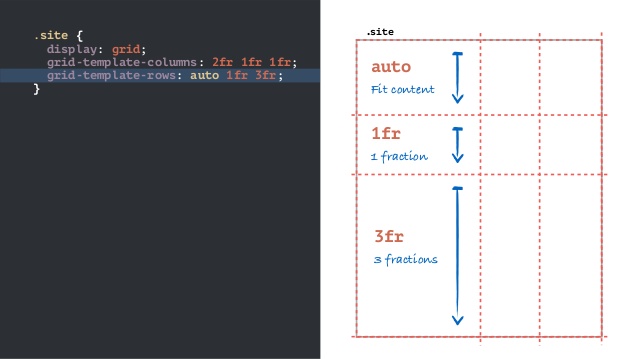 .site {
display: grid;
grid-template-columns: 2fr 1fr 1fr;
grid-template-rows: auto 1fr 3fr;
}
.site
auto
Fit content
1fr
1 fraction
3fr
3 fractions